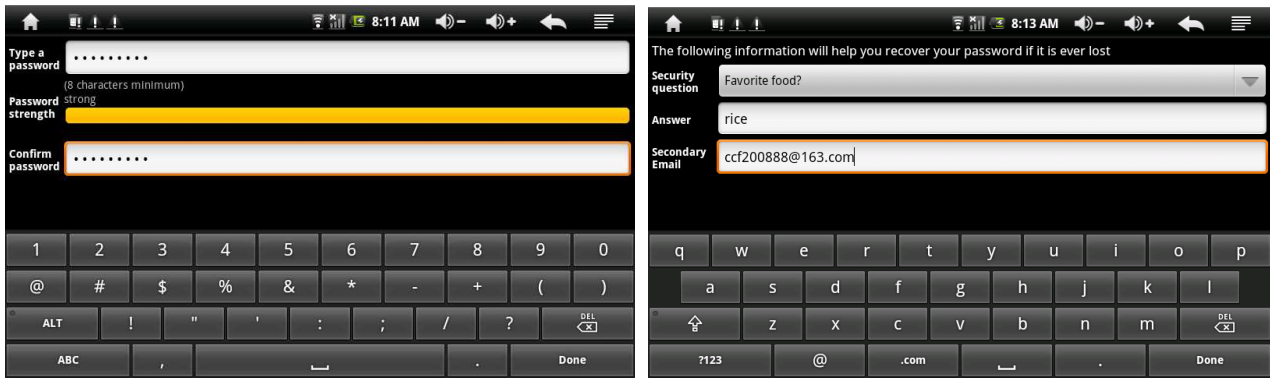 8:11 AM
Type a
password
•••••••••
(8 characters minimum)
Password
strength
strong
Confirm
password
•••••••••
1 2 3 4 5 6 7 8 9 0
@ # $ % & * - + ( )
ALT ! " ' : ; / ? DEL
ABC , . Done
8:13 AM
The following information will help you recover your password if it is ever lost
Security
question
Favorite food?
Answer
rice
Secondary
Email
ccf200888@163.com
q w e r t y u i o p
a s d f g h j k l
z x c v b n m DEL
?123 @ .com . Done